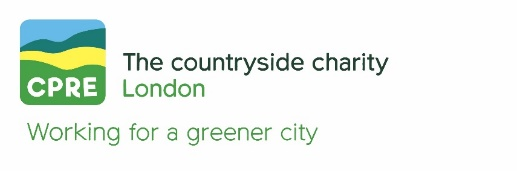 CPRE
The countryside charity
London
Working for a greener city